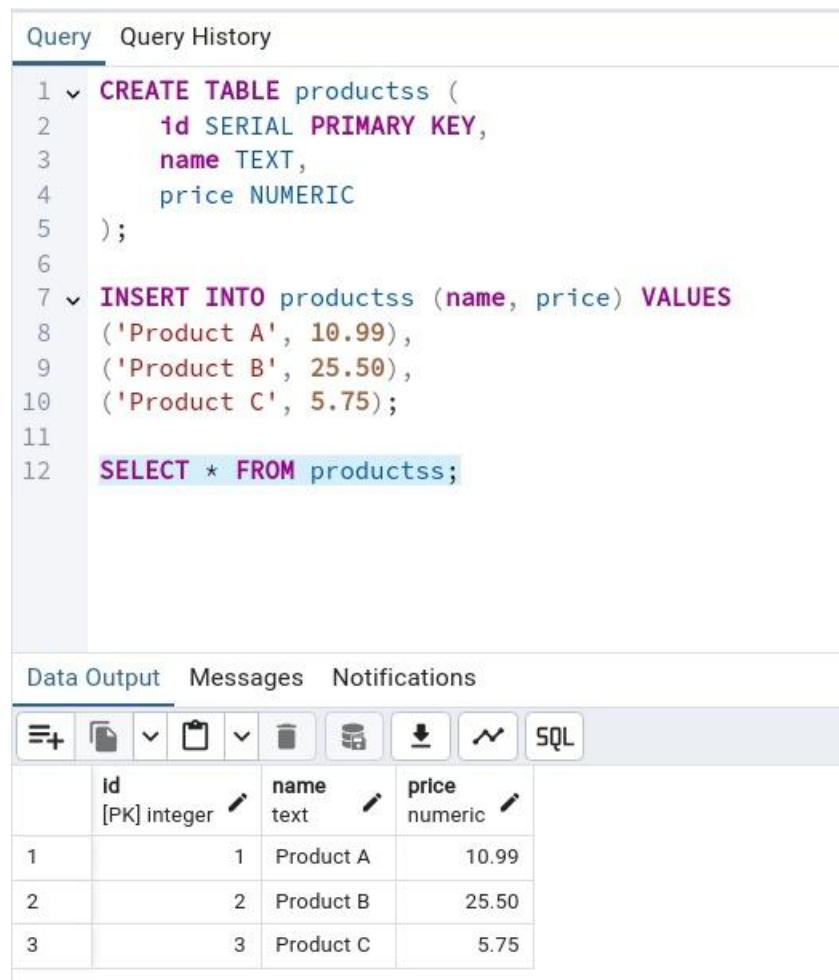 Query Query History
1 CREATE TABLE productss (
2 id SERIAL PRIMARY KEY,
3 name TEXT,
4 price NUMERIC
5 );
6
7 INSERT INTO productss (name, price) VALUES
8 ('Product A', 10.99),
9 ('Product B', 25.50),
10 ('Product C', 5.75);
11
12 SELECT * FROM productss;
Data Output Messages Notifications
SQL
id name price
[PK] integer text numeric
1 1 Product A 10.99
2 2 Product B 25.50
3 3 Product C 5.75